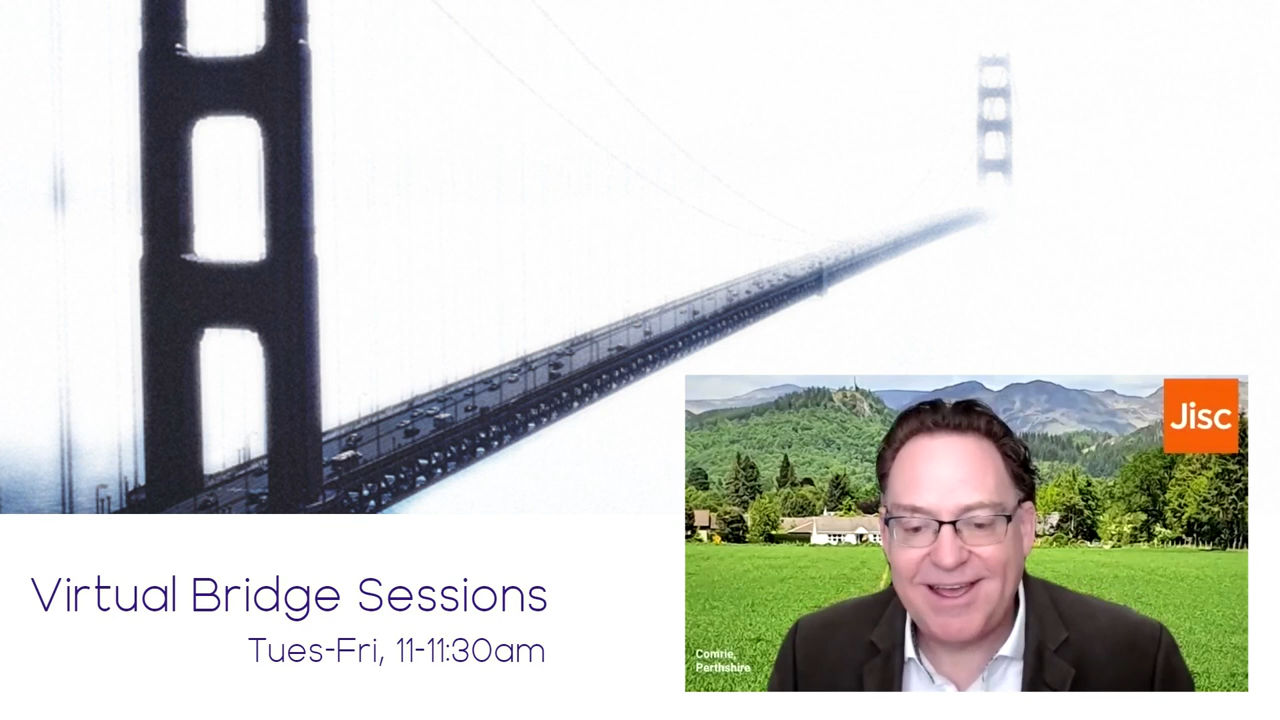 Jisc
Virtual Bridge Sessions
Tues-Fri, 11-11:30am
Comrie,
Perthshire